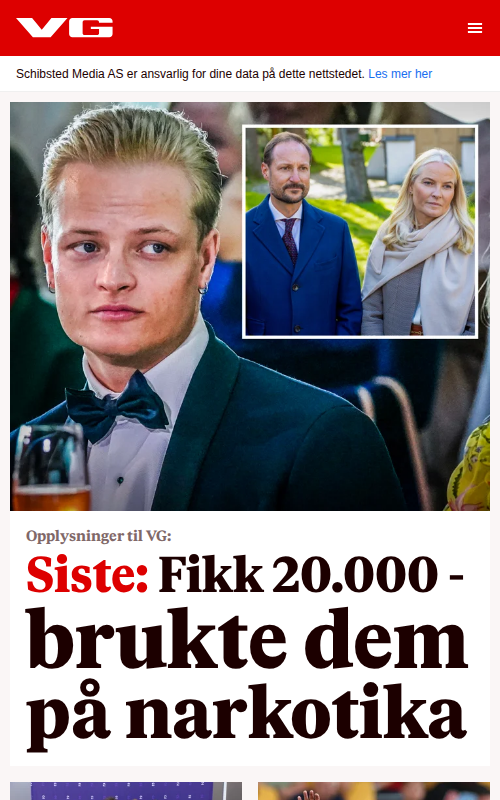 VG
Schibsted Media AS er ansvarlig for dine data på dette nettstedet. Les mer her
Opplysninger til VG:
Siste: Fikk 20.000 -
brukte dem
på narkotika